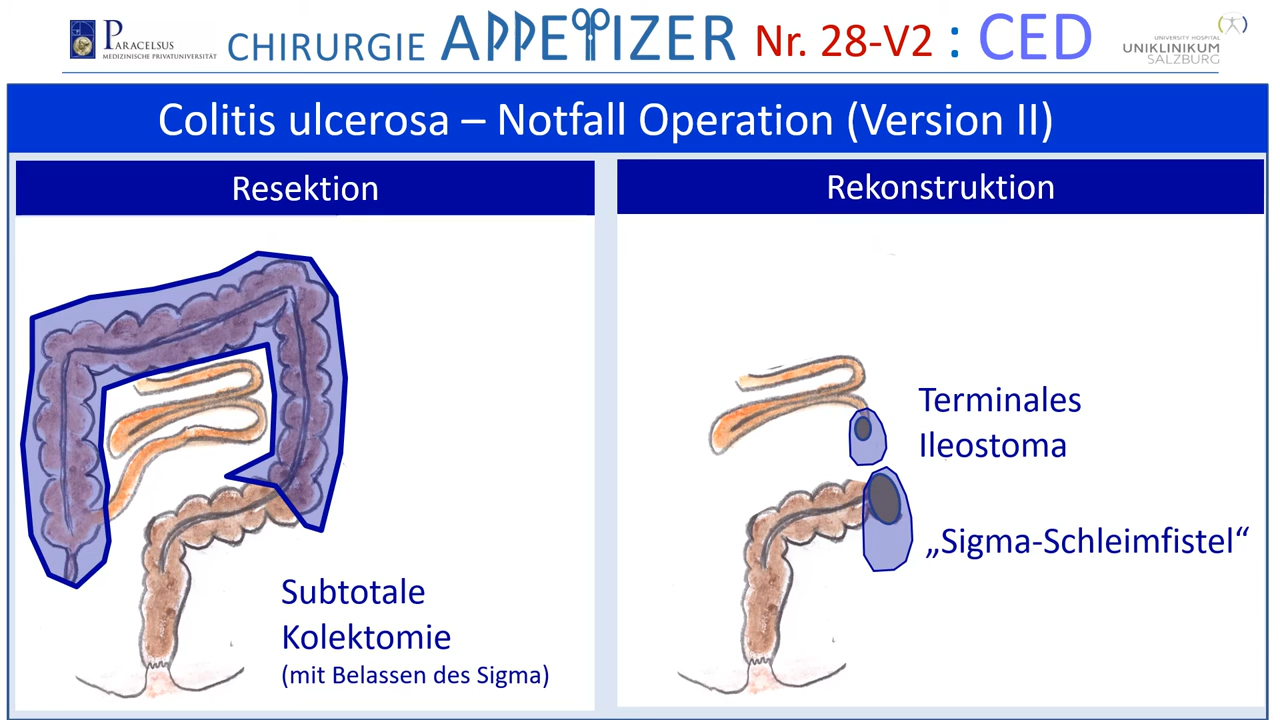 PARACELSUS
MEDIZINISCHE PRIVATUNIVERSITÄT
CHIRURGIE APPETIZER Nr. 28-V2 : CED
UNIVERSITY HOSPITAL
UNIKLINIKUM
SALZBURG
Colitis ulcerosa – Notfall Operation (Version II)
Resektion
Subtotale
Kolektomie
(mit Belassen des Sigma)
Rekonstruktion
Terminales
Ileostoma
„Sigma-Schleimfistel“